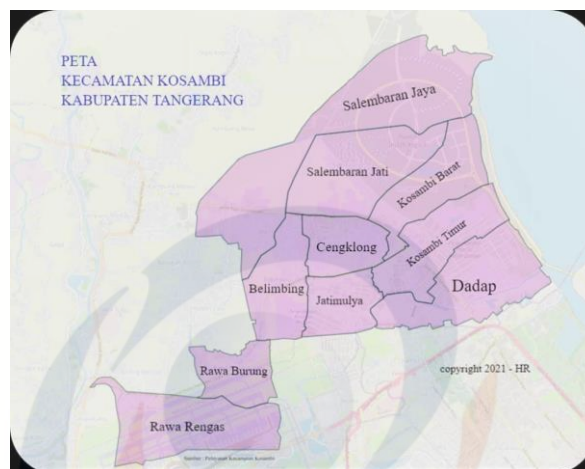 PETA
KECAMATAN KOSAMBI
KABUPATEN TANGERANG
Salembaran Jaya
Salembaran Jati
Kosambi Barat
Cengklong
Kosambi Timur
Belimbing
Jatimulya
Dadap
Rawa Burung
copyright 2021 - HR
Rawa Rengas